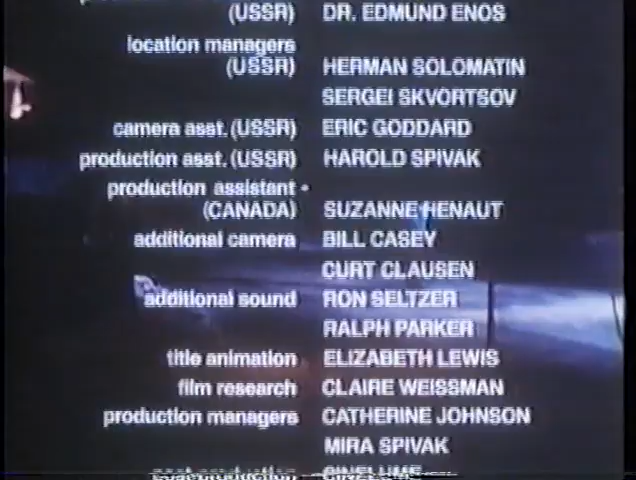 (USSR) DR. EDMUND ENOS
location managers
(USSR) HERMAN SOLOMATIN
SERGEI SKVORTSOV
camera asst. (USSR) ERIC GODDARD
production asst. (USSR) HAROLD SPIVAK
production assistant
(CANADA) SUZANNE HENAUT
additional camera BILL CASEY
CURT CLAUSEN
additional sound RON SELTZER
RALPH PARKER
title animation ELIZABETH LEWIS
film research CLAIRE WEISSMAN
production managers CATHERINE JOHNSON
MIRA SPIVAK